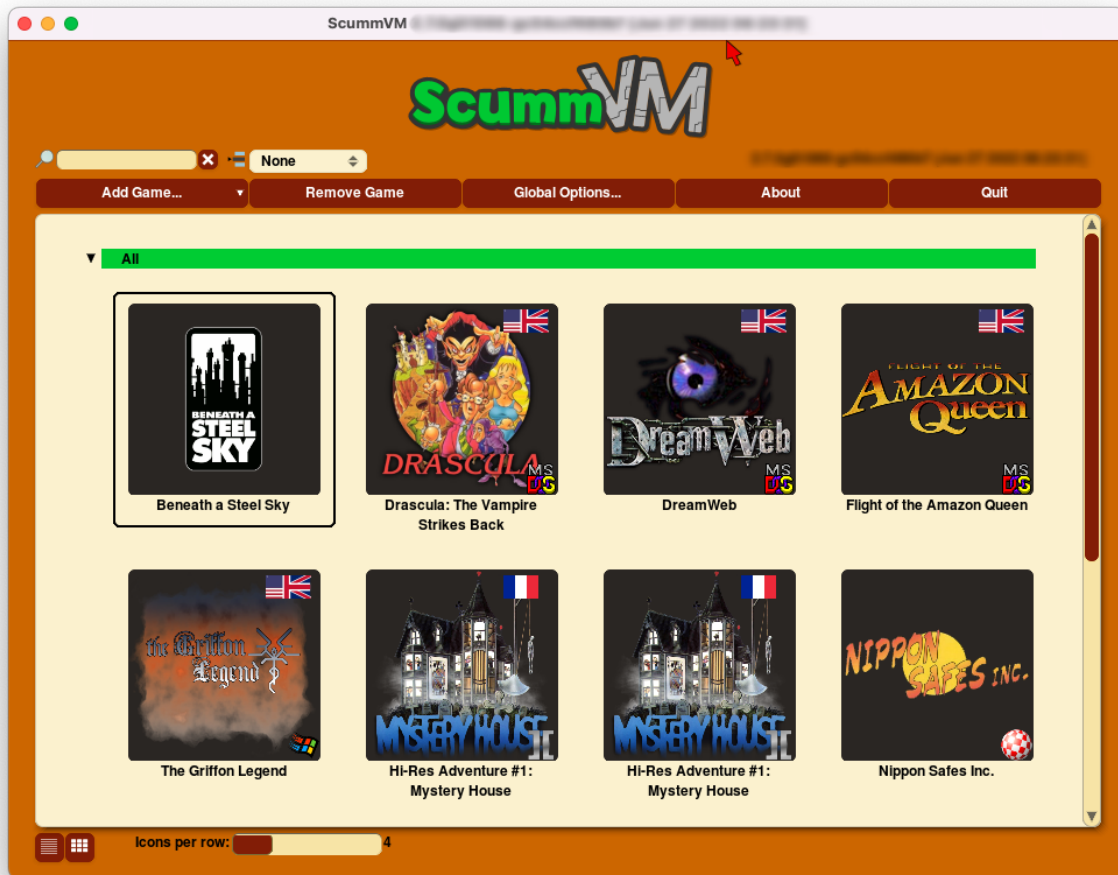 ScummVM
ScummVM
None
Add Game...
Remove Game
Global Options...
About
Quit
All
BENEATH A
STEEL
SKY
DRASCULA
MS
DOS
DreamWeb
MS
DOS
FLIGHT OF THE
AMAZON
Queen
MS
DOS
Beneath a Steel Sky
Drascula: The Vampire
Strikes Back
DreamWeb
Flight of the Amazon Queen
the Griffon
Legend
MYSTERY HOUSE
II
MYSTERY HOUSE
II
NIPPON
SAFES INC.
The Griffon Legend
Hi-Res Adventure #1:
Mystery House
Hi-Res Adventure #1:
Mystery House
Nippon Safes Inc.
Icons per row:
4